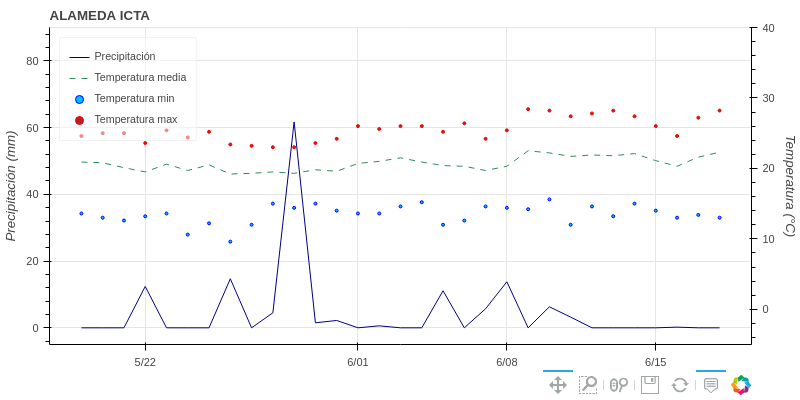 ALAMEDA ICTA
Precipitación
Temperatura media
Temperatura min
Temperatura max
Precipitación (mm)
80
60
40
20
0
Temperatura (°C)
40
30
20
10
0
5/22
6/01
6/08
6/15